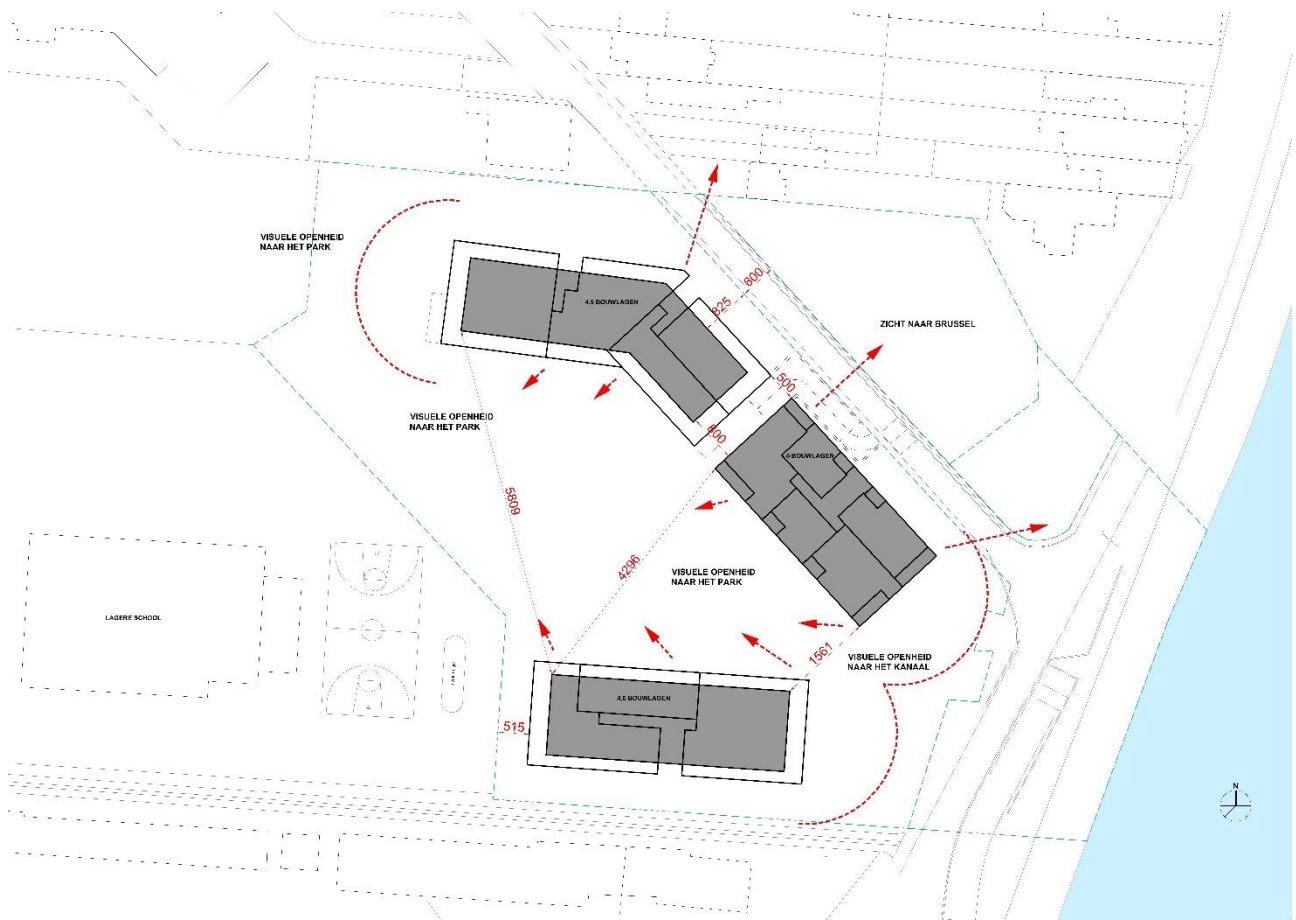 VISUELE OPENHEID
NAAR HET PARK
4.5 BOUWLAGEN
600
825
ZICHT NAAR BRUSSEL
500
VISUELE OPENHEID
NAAR HET PARK
600
6 BOUWLAGEN
5809
4296
VISUELE OPENHEID
NAAR HET PARK
LAGERE SCHOOL
1561
VISUELE OPENHEID
NAAR HET KANAAL
4,5 BOUWLAGEN
515
N